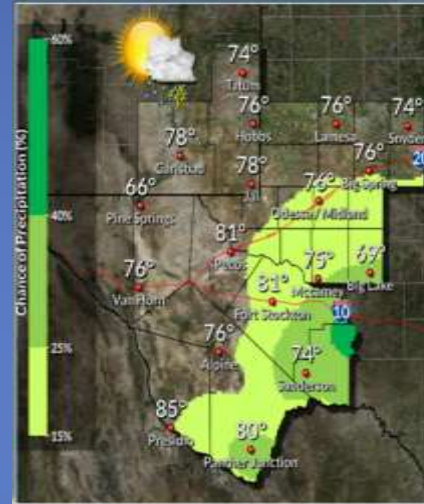 Chance of Precipitation (%)
60%
40%
25%
15%
74°
Tatum
76°
Hobbs
76°
Lamesa
74°
Snyder
78°
Carlsbad
78°
Jal
76°
Big Spring
20
66°
Pine Springs
76°
Odessa / Midland
81°
Pecos
76°
Van Horn
81°
Fort Stockton
75°
McCamey
69°
Big Lake
10
76°
Alpine
74°
Sanderson
85°
Presidio
80°
Panther Junction